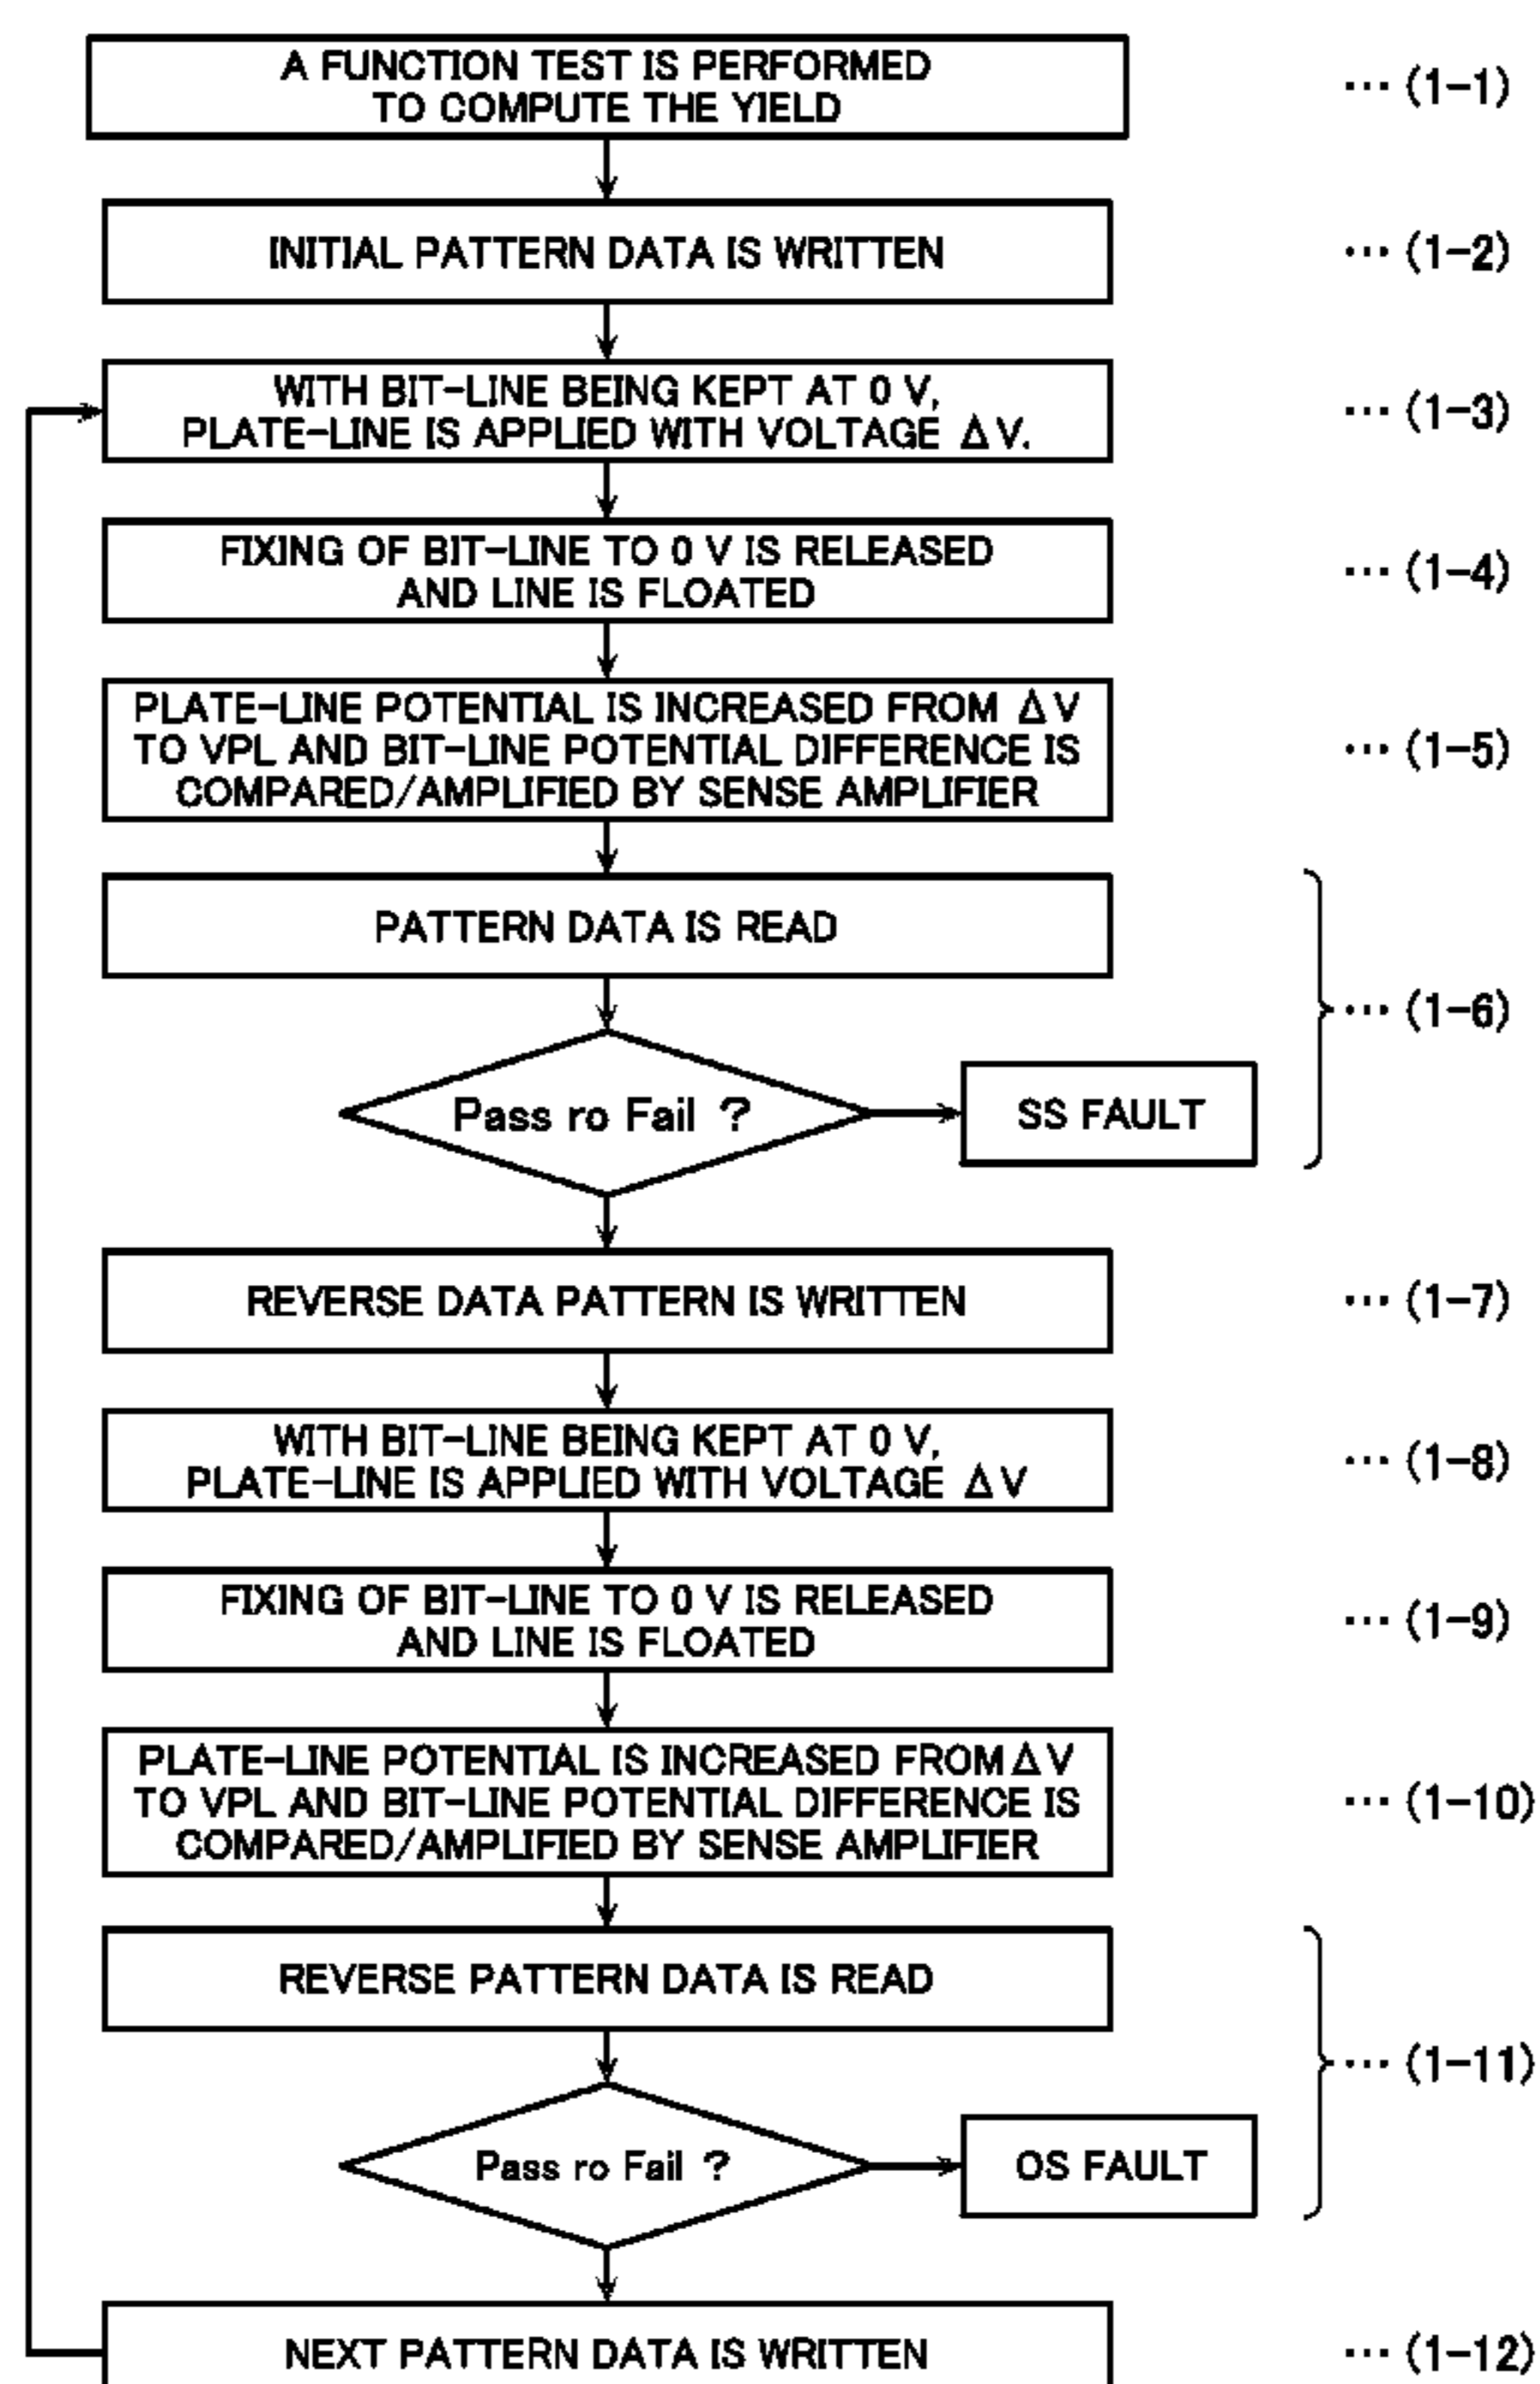 A FUNCTION TEST IS PERFORMED
TO COMPUTE THE YIELD
··· (1-1)
INITIAL PATTERN DATA IS WRITTEN
··· (1-2)
WITH BIT-LINE BEING KEPT AT 0 V,
PLATE-LINE IS APPLIED WITH VOLTAGE ΔV.
··· (1-3)
FIXING OF BIT-LINE TO 0 V IS RELEASED
AND LINE IS FLOATED
··· (1-4)
PLATE-LINE POTENTIAL IS INCREASED FROM ΔV
TO VPL AND BIT-LINE POTENTIAL DIFFERENCE IS
COMPARED/AMPLIFIED BY SENSE AMPLIFIER
··· (1-5)
PATTERN DATA IS READ
··· (1-6)
Pass ro Fail ?
SS FAULT
REVERSE DATA PATTERN IS WRITTEN
··· (1-7)
WITH BIT-LINE BEING KEPT AT 0 V,
PLATE-LINE IS APPLIED WITH VOLTAGE ΔV
··· (1-8)
FIXING OF BIT-LINE TO 0 V IS RELEASED
AND LINE IS FLOATED
··· (1-9)
PLATE-LINE POTENTIAL IS INCREASED FROM ΔV
TO VPL AND BIT-LINE POTENTIAL DIFFERENCE IS
COMPARED/AMPLIFIED BY SENSE AMPLIFIER
··· (1-10)
REVERSE PATTERN DATA IS READ
··· (1-11)
Pass ro Fail ?
OS FAULT
NEXT PATTERN DATA IS WRITTEN
··· (1-12)